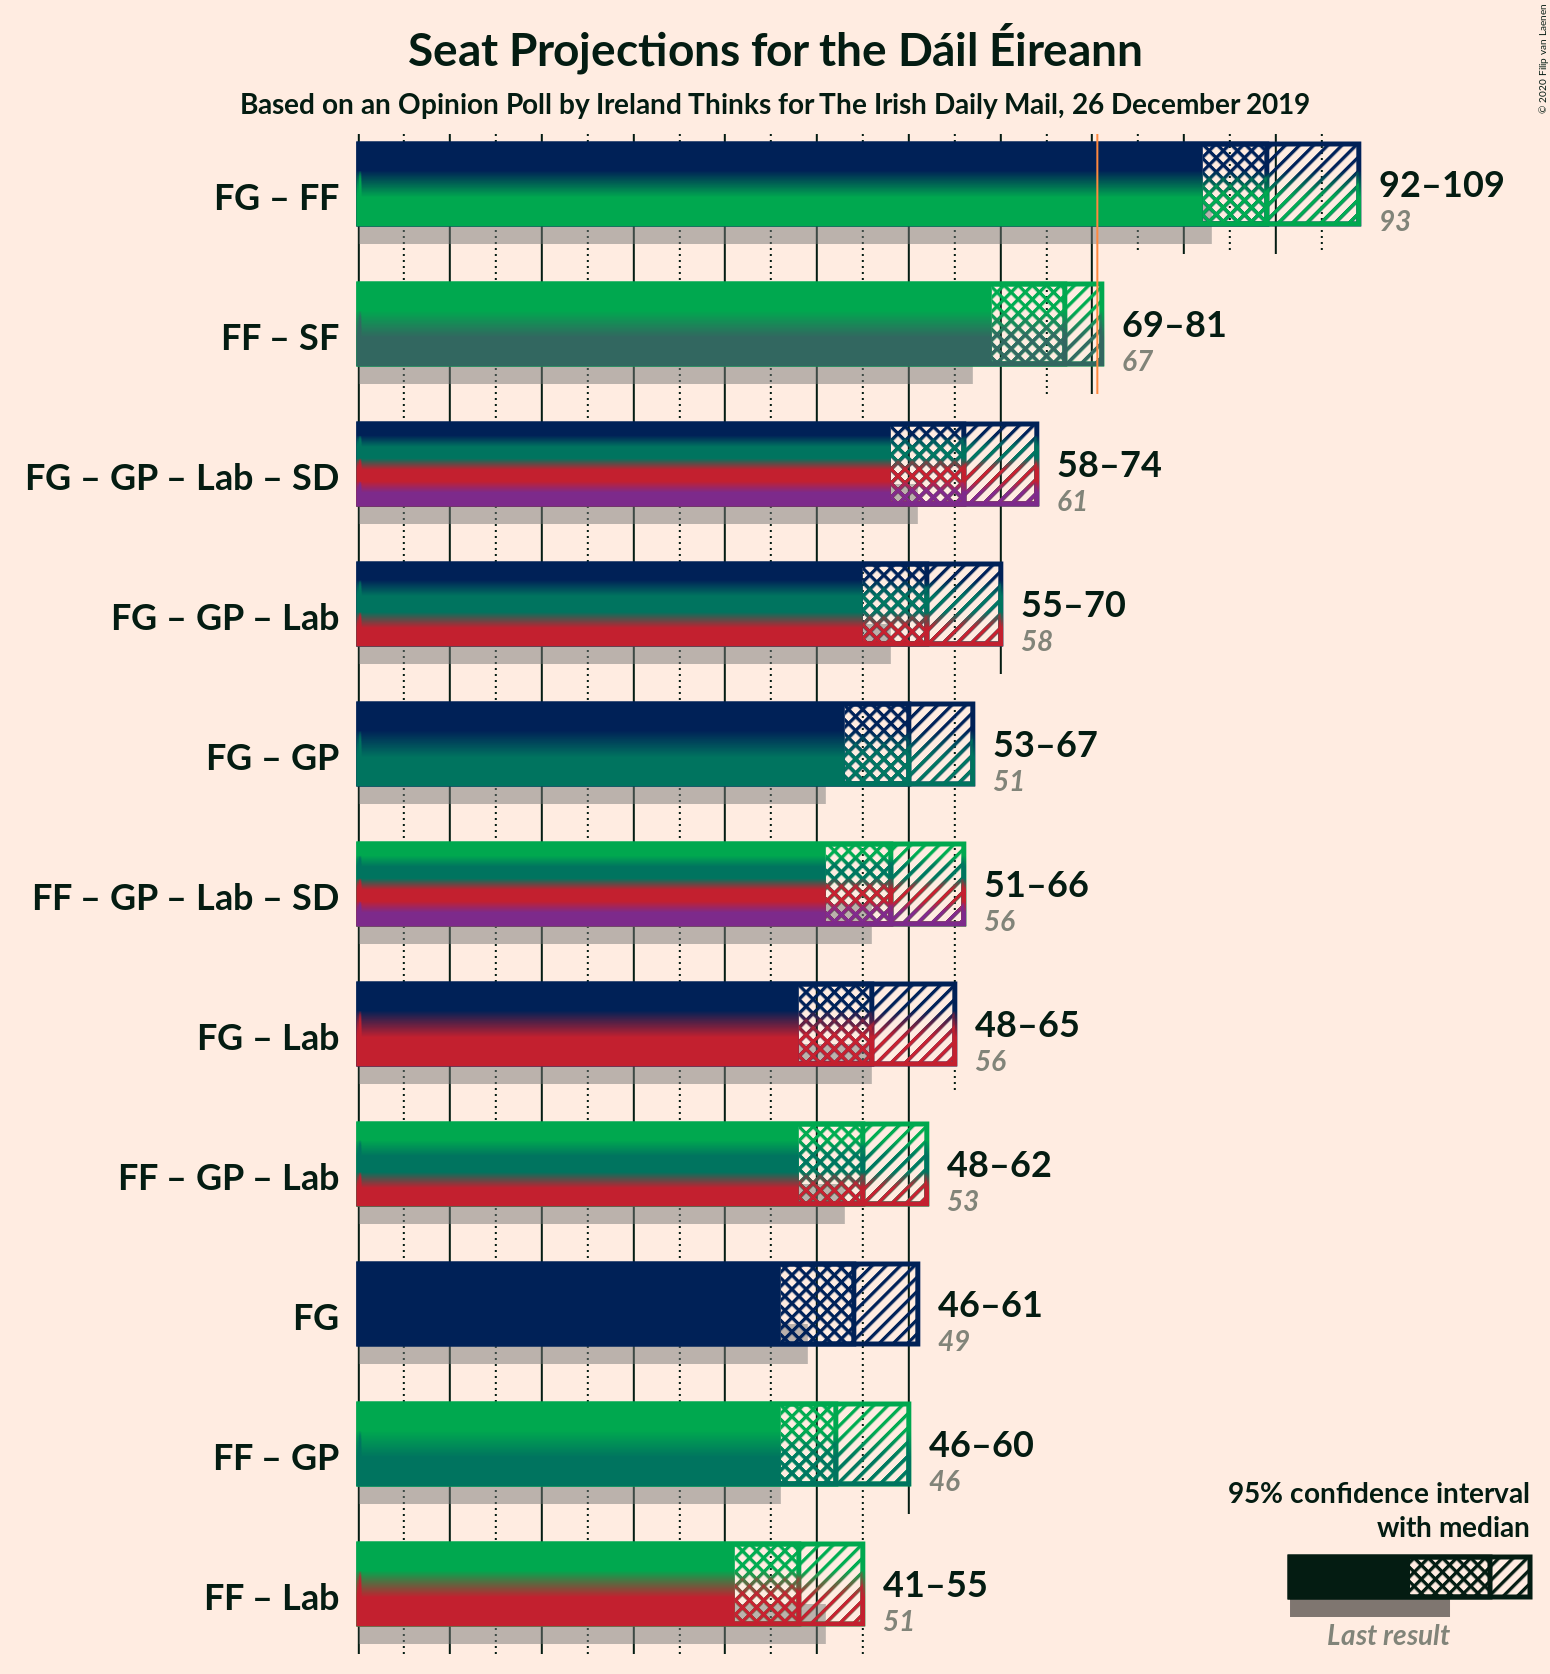 Seat Projections for the Dáil Éireann
Based on an Opinion Poll by Ireland Thinks for The Irish Daily Mail, 26 December 2019
© 2020 Filip van Laenen
FG – FF
92–109
93
FF – SF
69–81
67
FG – GP – Lab – SD
58–74
61
FG – GP – Lab
55–70
58
FG – GP
53–67
51
FF – GP – Lab – SD
51–66
56
FG – Lab
48–65
56
FF – GP – Lab
48–62
53
FG
46–61
49
FF – GP
46–60
46
FF – Lab
41–55
51
95% confidence interval
with median
Last result